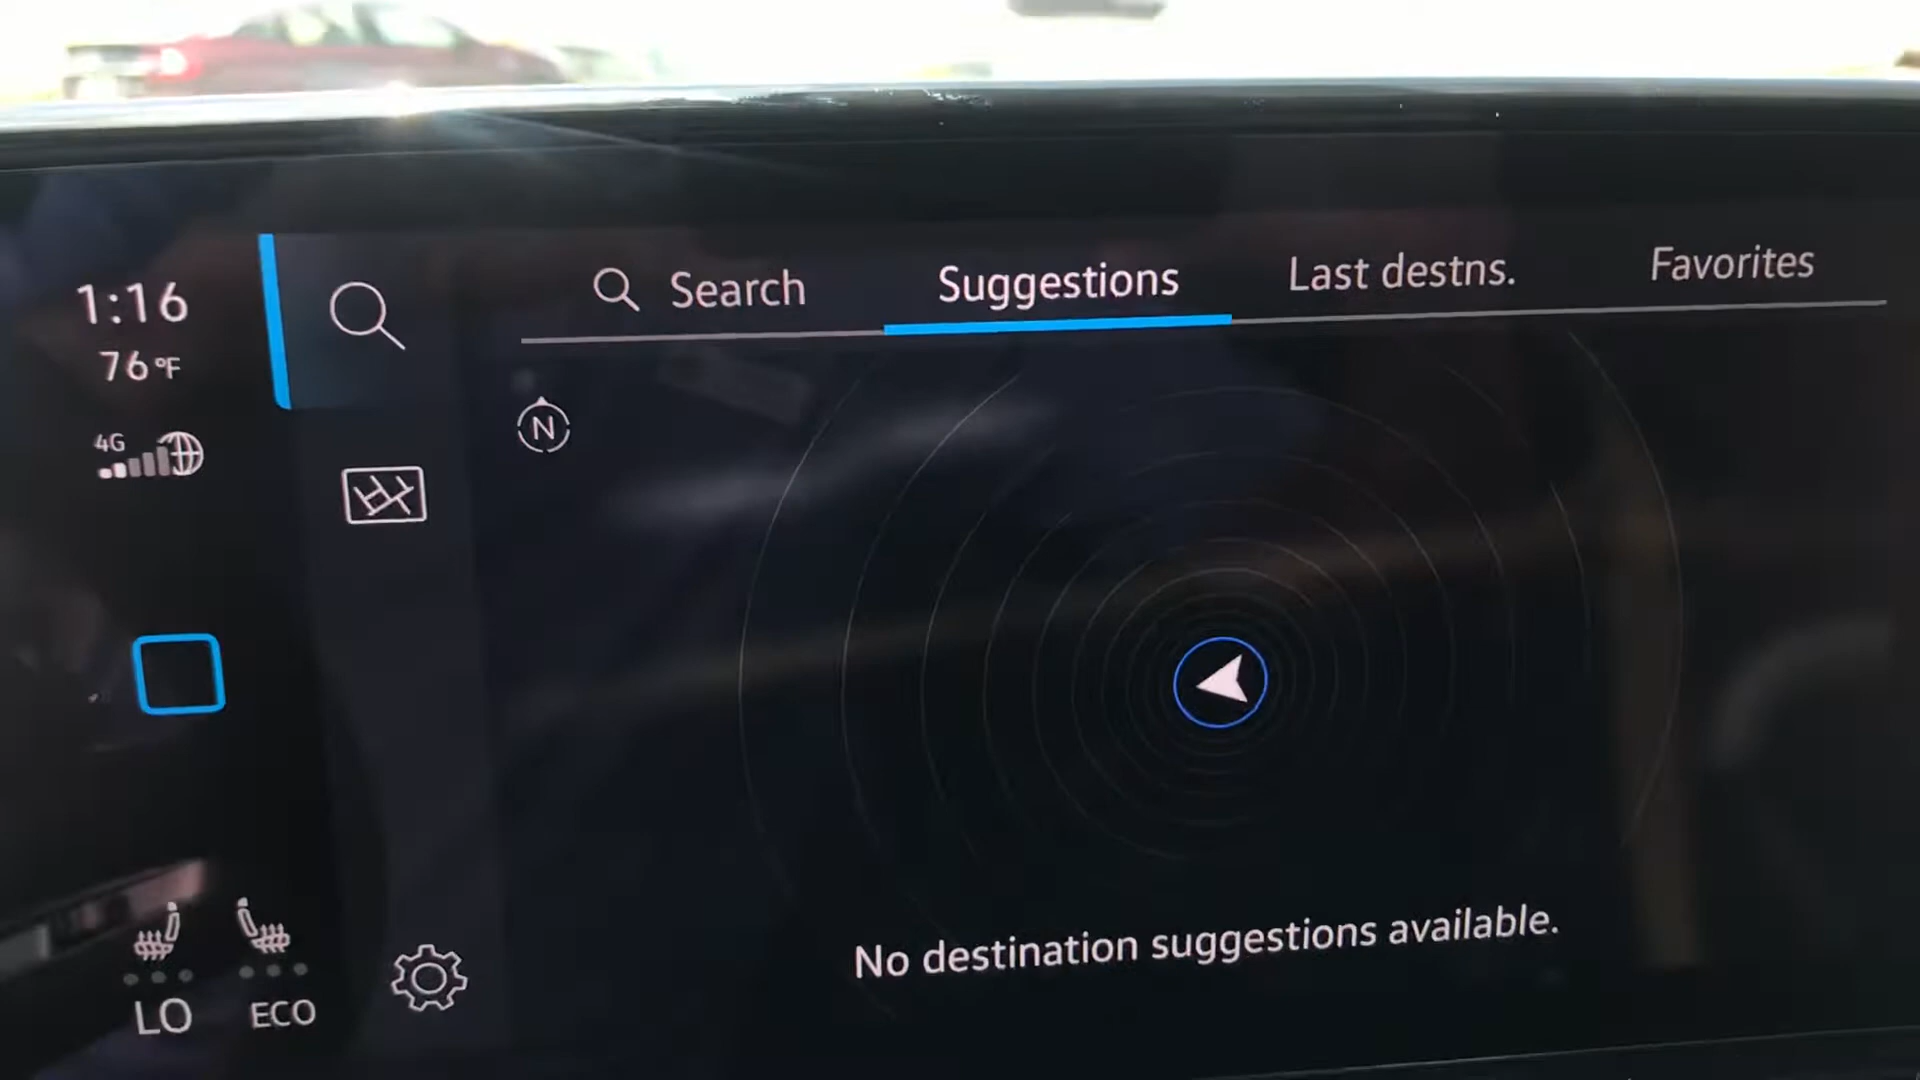 1:16
76°F
4G
Search
Suggestions
Last destns.
Favorites
N
No destination suggestions available.
LO
ECO